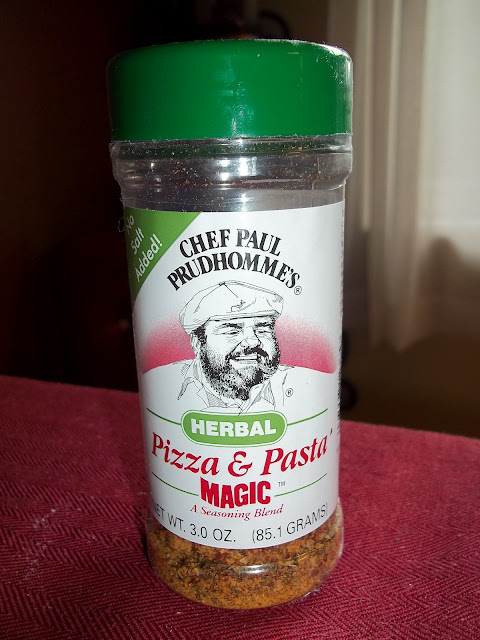 No
Salt
Added!
CHEF PAUL
PRUDHOMME'S®
®
HERBAL
Pizza & Pasta
MAGIC™
A Seasoning Blend
NET WT. 3.0 OZ. (85.1 GRAMS)